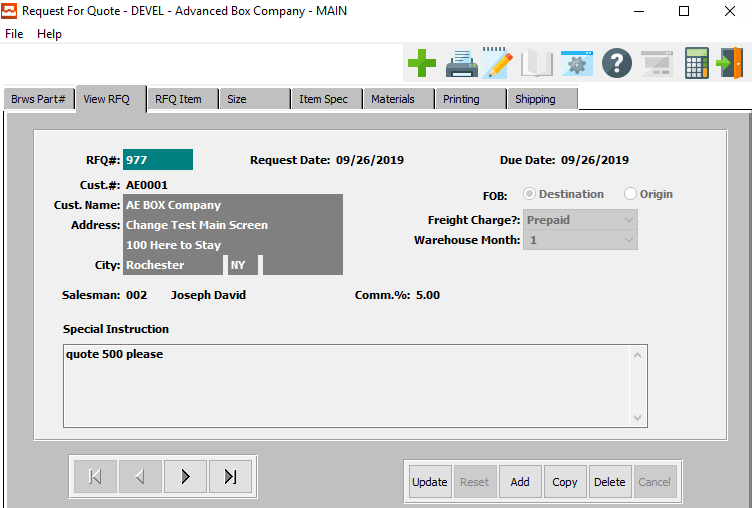 Request For Quote - DEVEL - Advanced Box Company - MAIN
File Help
Brws Part# View RFQ RFQ Item Size Item Spec Materials Printing Shipping
RFQ#: 977 Request Date: 09/26/2019 Due Date: 09/26/2019
Cust.#: AE0001
FOB: Destination Origin
Cust. Name: AE BOX Company
Freight Charge?: Prepaid
Address: Change Test Main Screen
Warehouse Month: 1
100 Here to Stay
City: Rochester NY
Salesman: 002 Joseph David Comm.%: 5.00
Special Instruction
quote 500 please
Update Reset Add Copy Delete Cancel